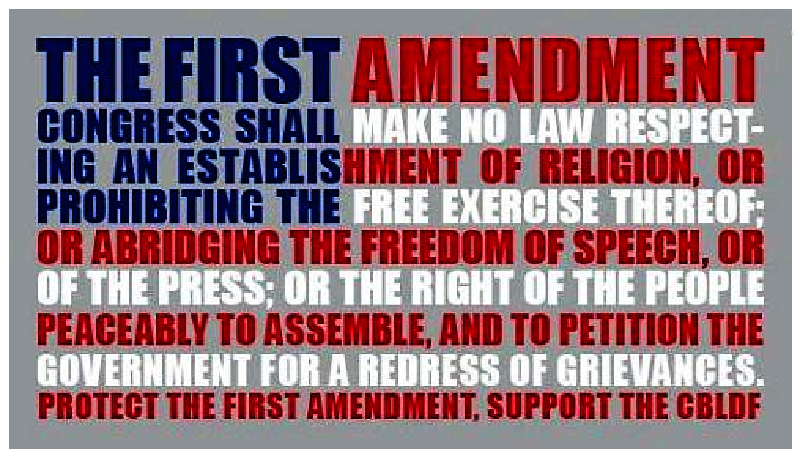 THE FIRST AMENDMENT
CONGRESS SHALL MAKE NO LAW RESPECT-
ING AN ESTABLISHMENT OF RELIGION, OR
PROHIBITING THE FREE EXERCISE THEREOF;
OR ABRIDGING THE FREEDOM OF SPEECH, OR
OF THE PRESS; OR THE RIGHT OF THE PEOPLE
PEACEABLY TO ASSEMBLE, AND TO PETITION THE
GOVERNMENT FOR A REDRESS OF GRIEVANCES.
PROTECT THE FIRST AMENDMENT, SUPPORT THE CBLDF